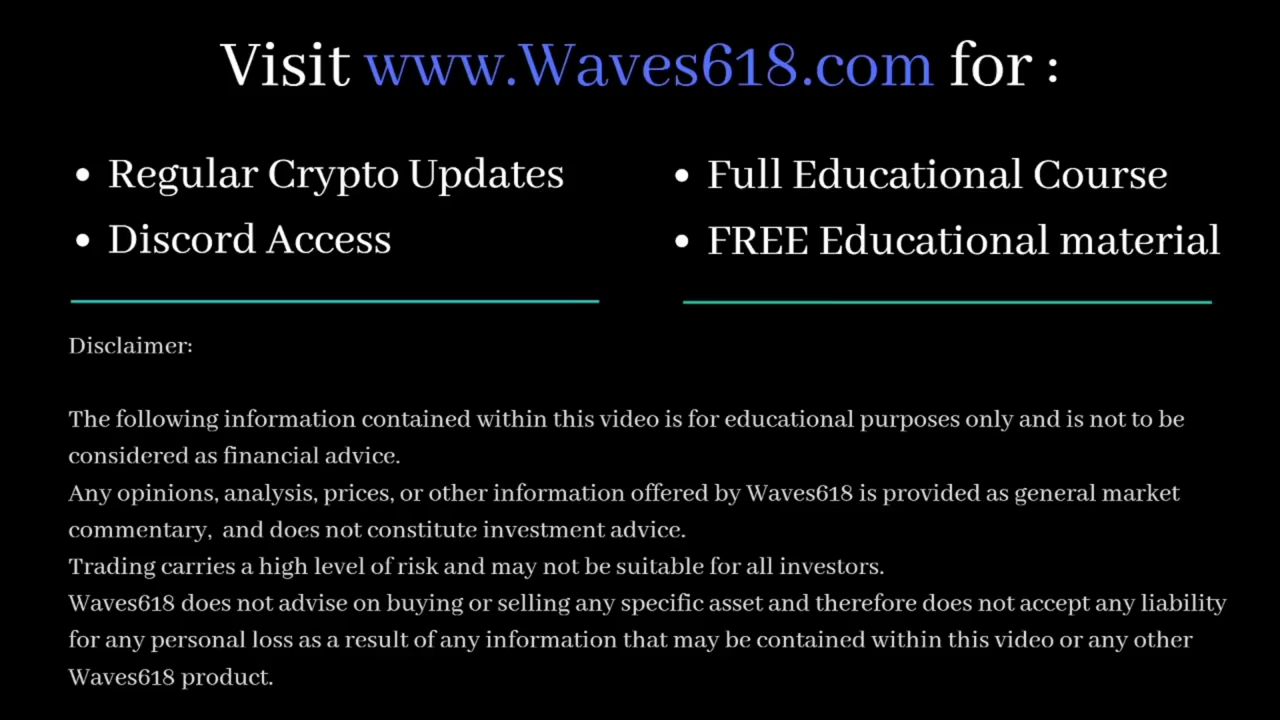 Visit www.Waves618.com for :
• Regular Crypto Updates
• Discord Access
• Full Educational Course
• FREE Educational material
Disclaimer:
The following information contained within this video is for educational purposes only and is not to be
considered as financial advice.
Any opinions, analysis, prices, or other information offered by Waves618 is provided as general market
commentary,  and does not constitute investment advice.
Trading carries a high level of risk and may not be suitable for all investors.
Waves618 does not advise on buying or selling any specific asset and therefore does not accept any liability
for any personal loss as a result of any information that may be contained within this video or any other
Waves618 product.